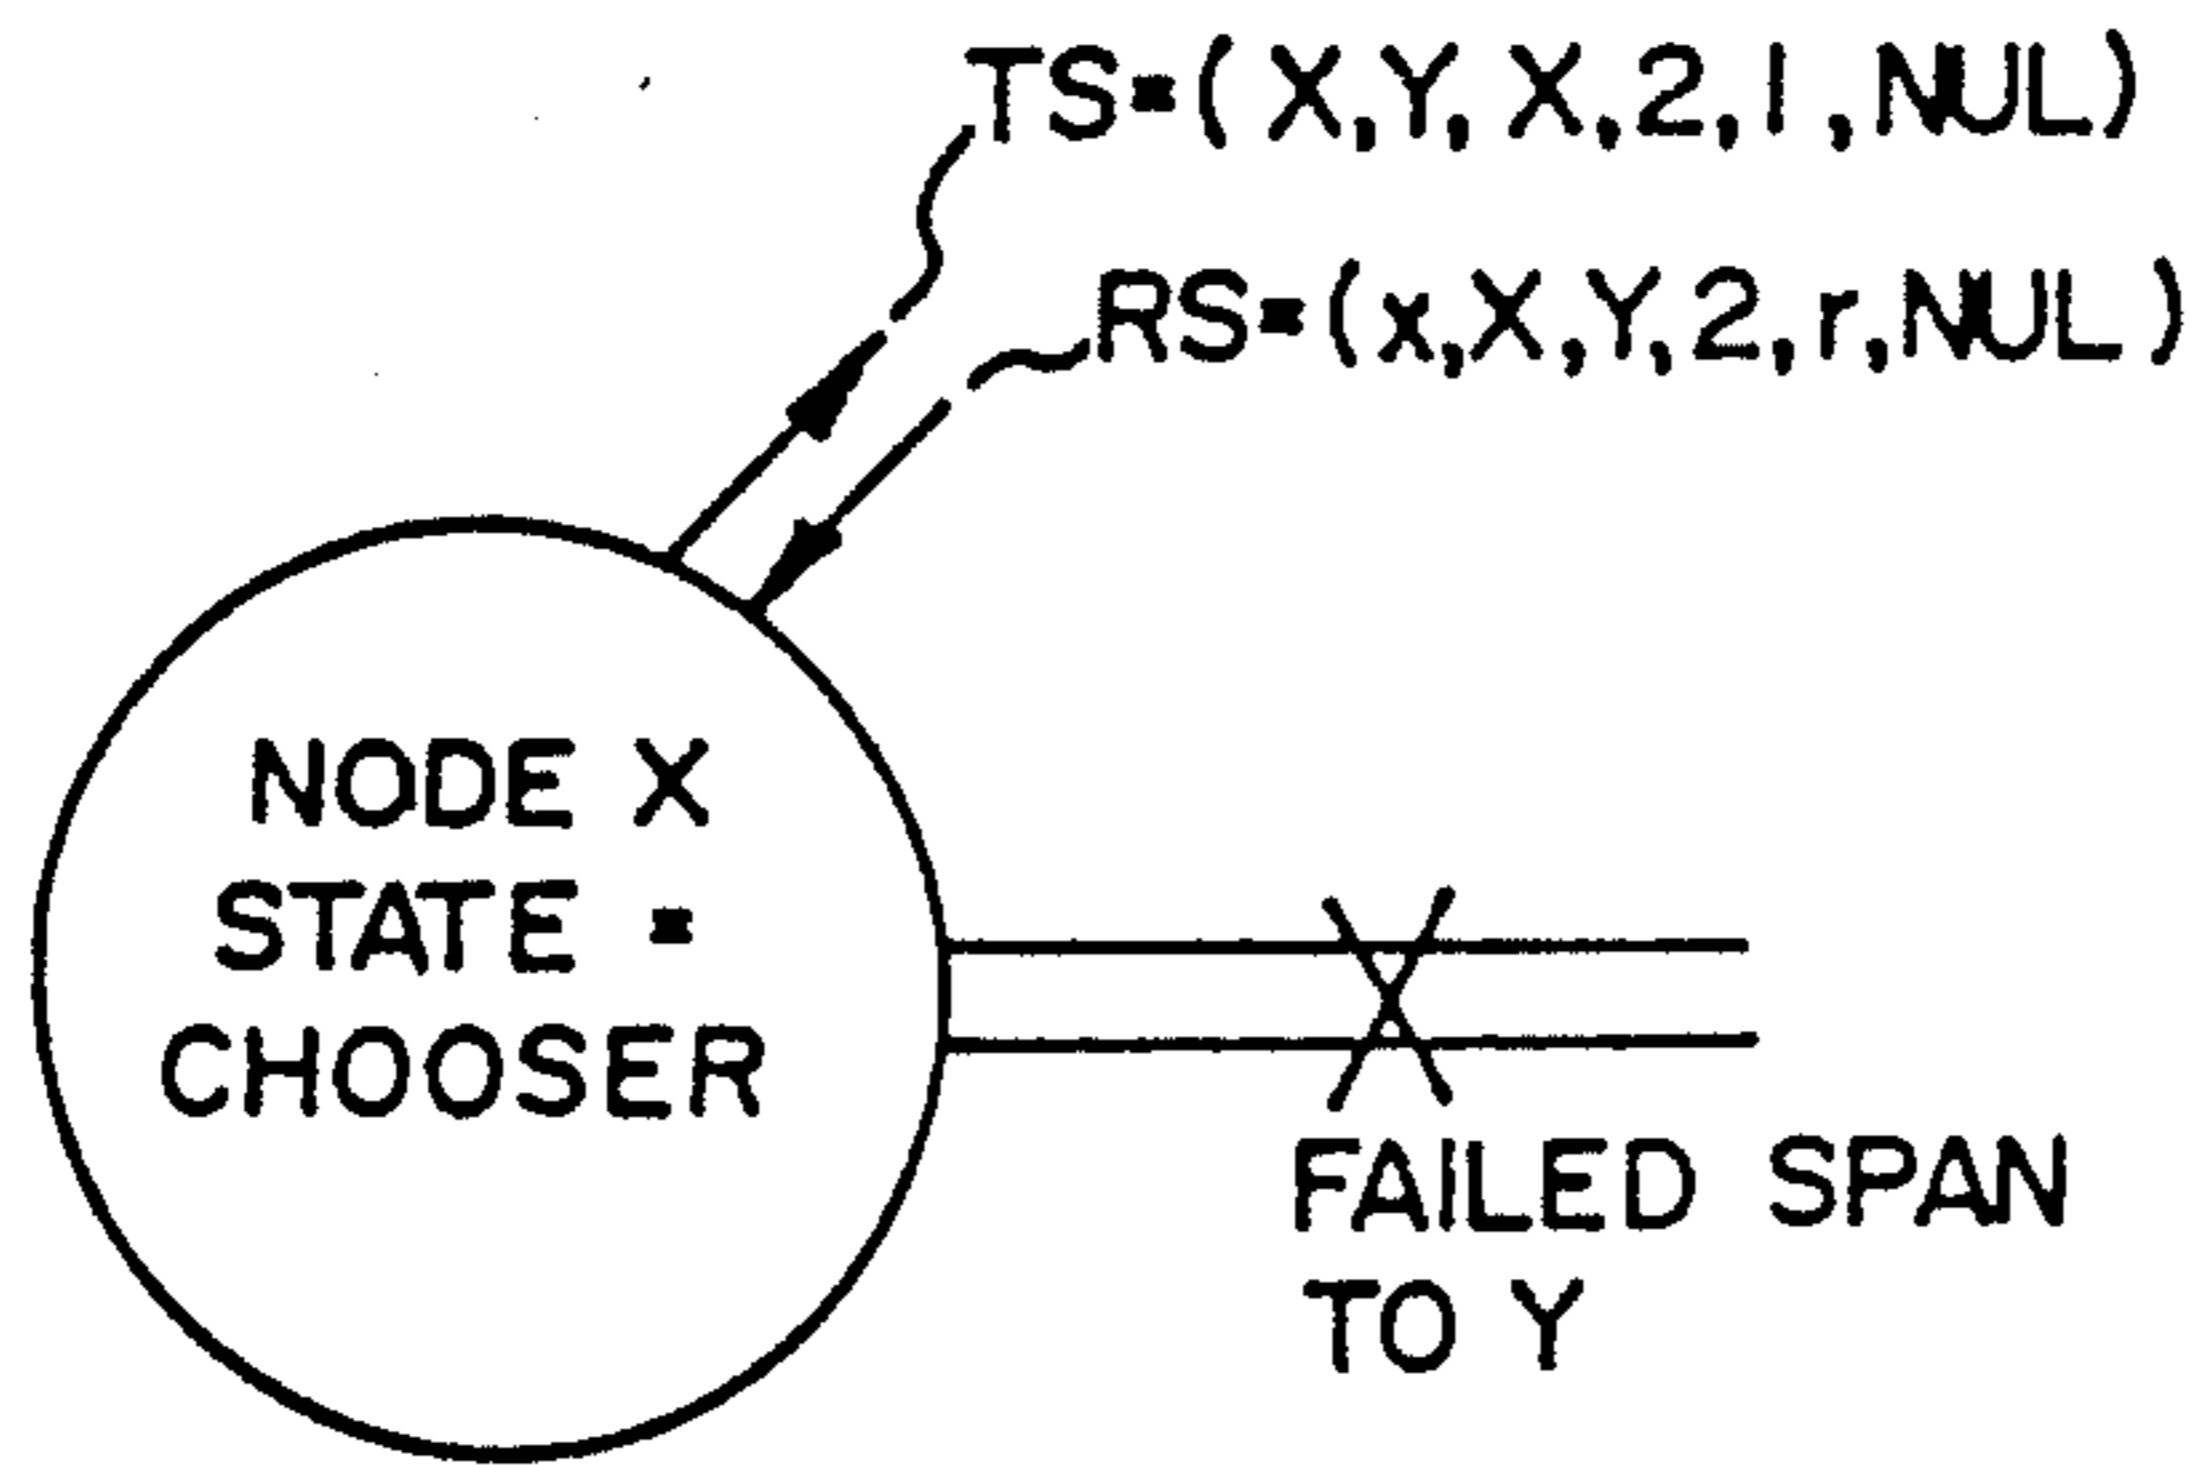 TS=(X,Y,X,2,1,NUL)
RS=(x,X,Y,2,r,NUL)
NODE X
STATE =
CHOOSER
FAILED SPAN
TO Y